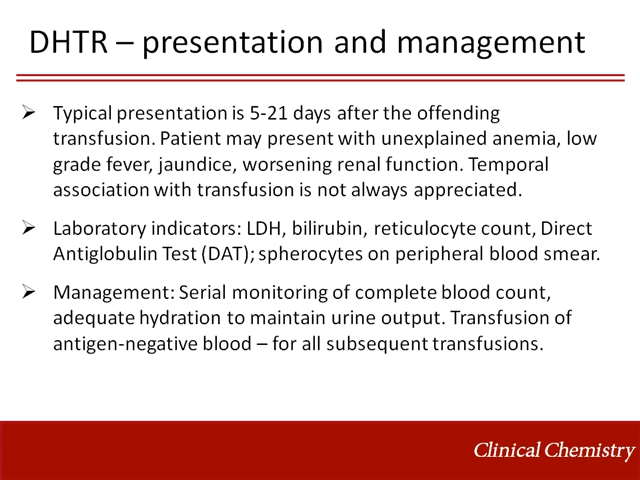 DHTR – presentation and management
➢ Typical presentation is 5-21 days after the offending
transfusion. Patient may present with unexplained anemia, low
grade fever, jaundice, worsening renal function. Temporal
association with transfusion is not always appreciated.
➢ Laboratory indicators: LDH, bilirubin, reticulocyte count, Direct
Antiglobulin Test (DAT); spherocytes on peripheral blood smear.
➢ Management: Serial monitoring of complete blood count,
adequate hydration to maintain urine output. Transfusion of
antigen-negative blood – for all subsequent transfusions.
Clinical Chemistry